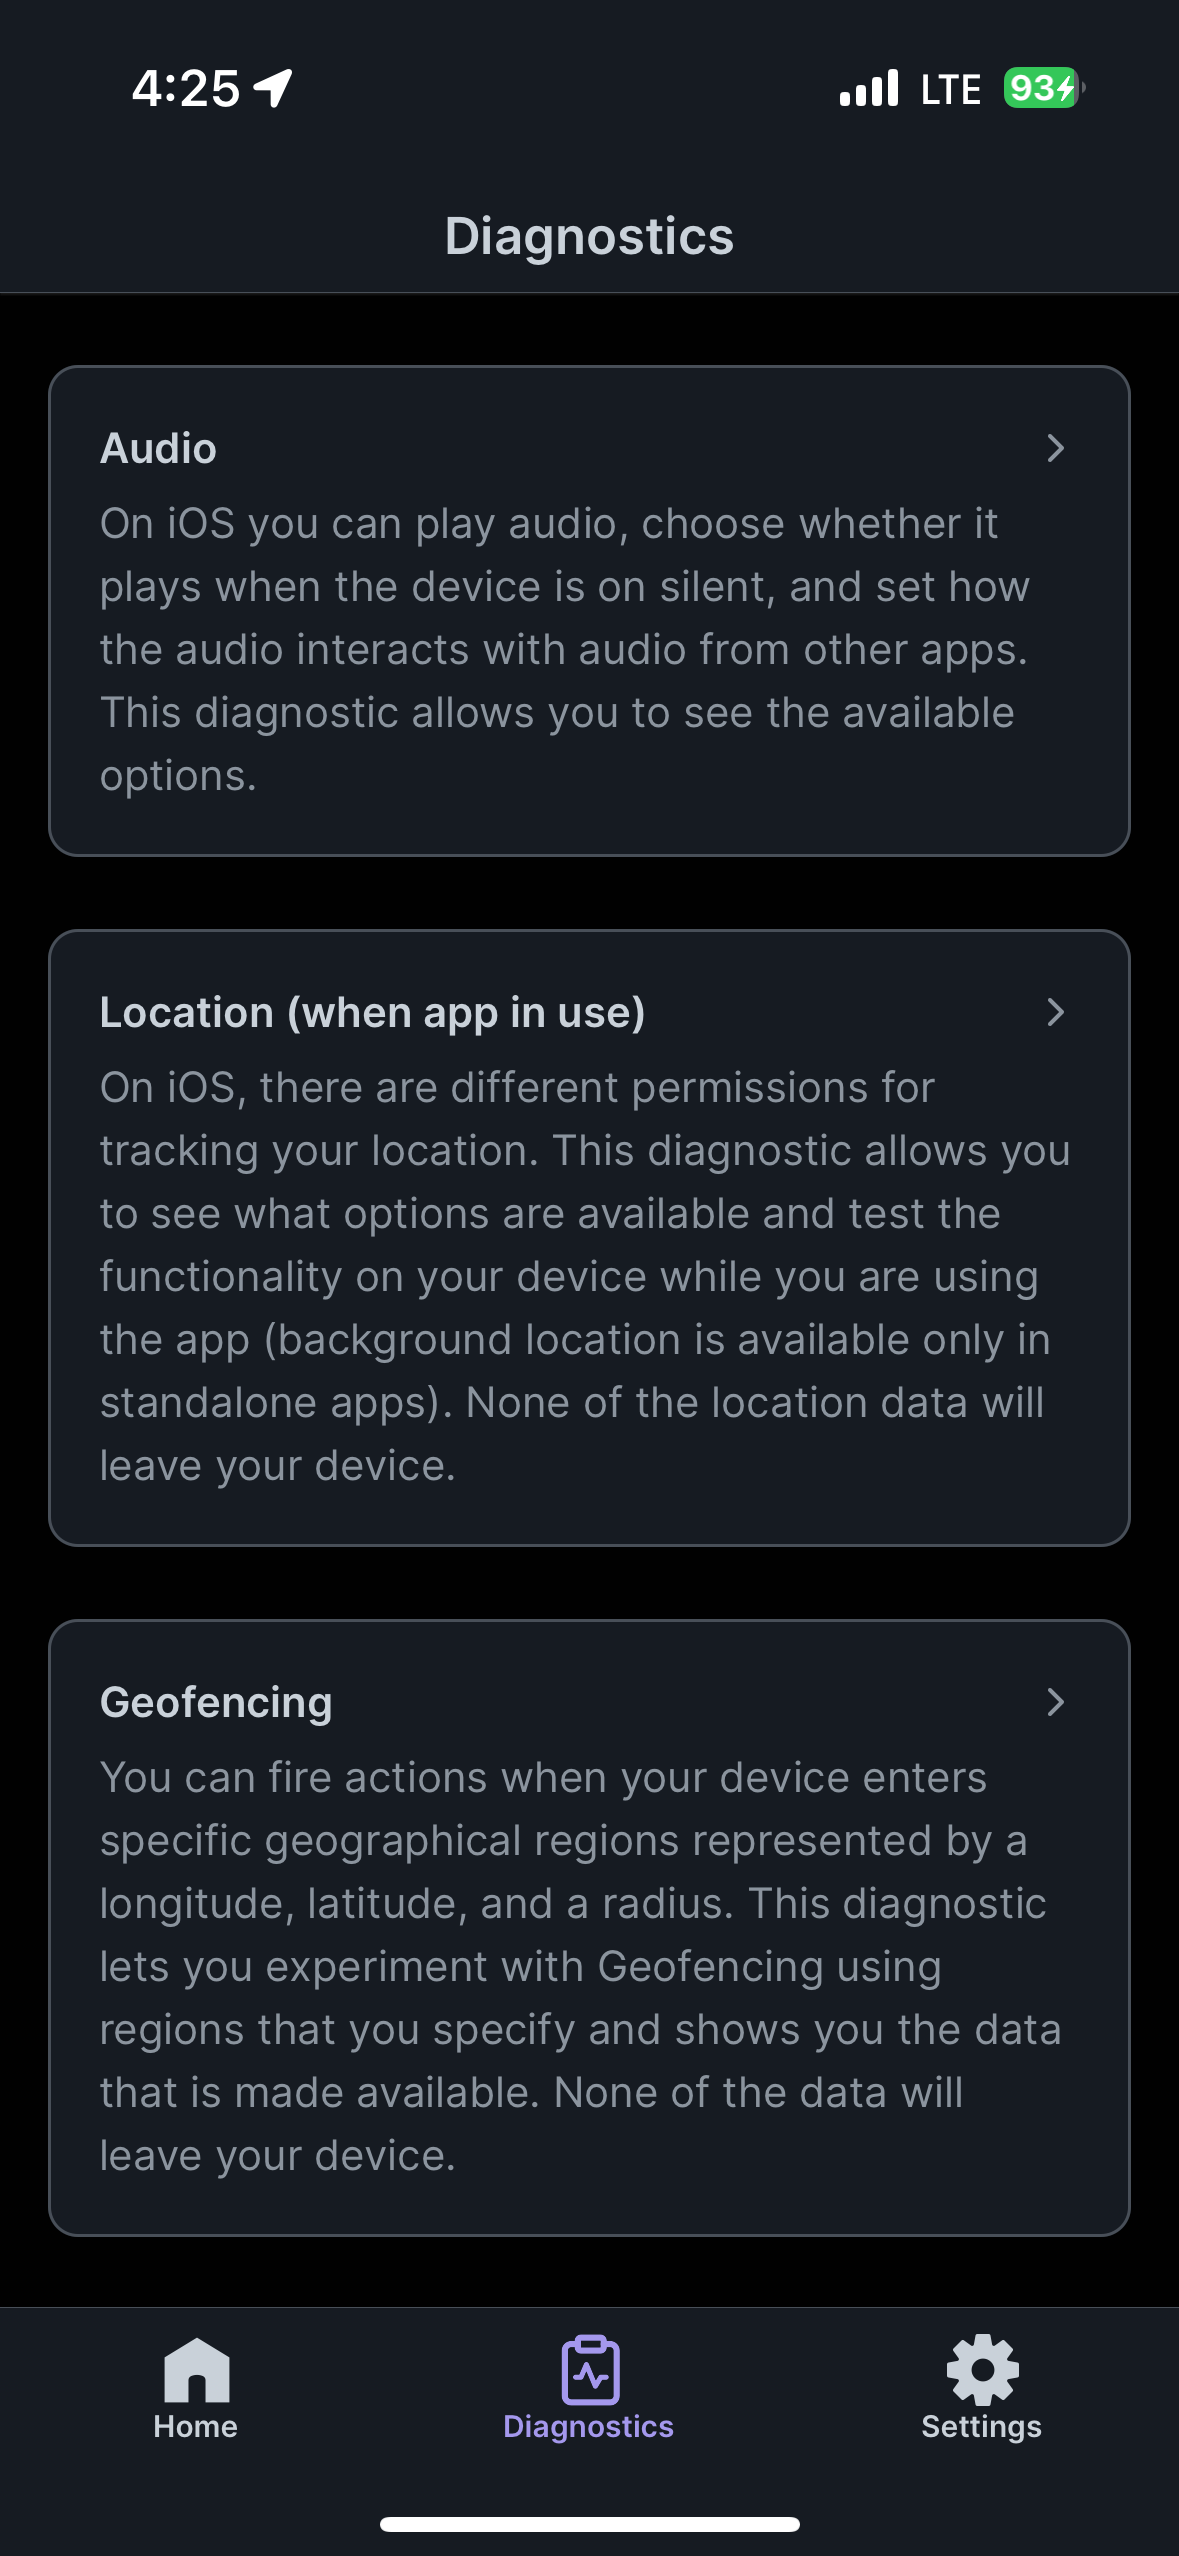 4:25
LTE
93
Diagnostics
Audio
On iOS you can play audio, choose whether it
plays when the device is on silent, and set how
the audio interacts with audio from other apps.
This diagnostic allows you to see the available
options.
Location (when app in use)
On iOS, there are different permissions for
tracking your location. This diagnostic allows you
to see what options are available and test the
functionality on your device while you are using
the app (background location is available only in
standalone apps). None of the location data will
leave your device.
Geofencing
You can fire actions when your device enters
specific geographical regions represented by a
longitude, latitude, and a radius. This diagnostic
lets you experiment with Geofencing using
regions that you specify and shows you the data
that is made available. None of the data will
leave your device.
Home
Diagnostics
Settings